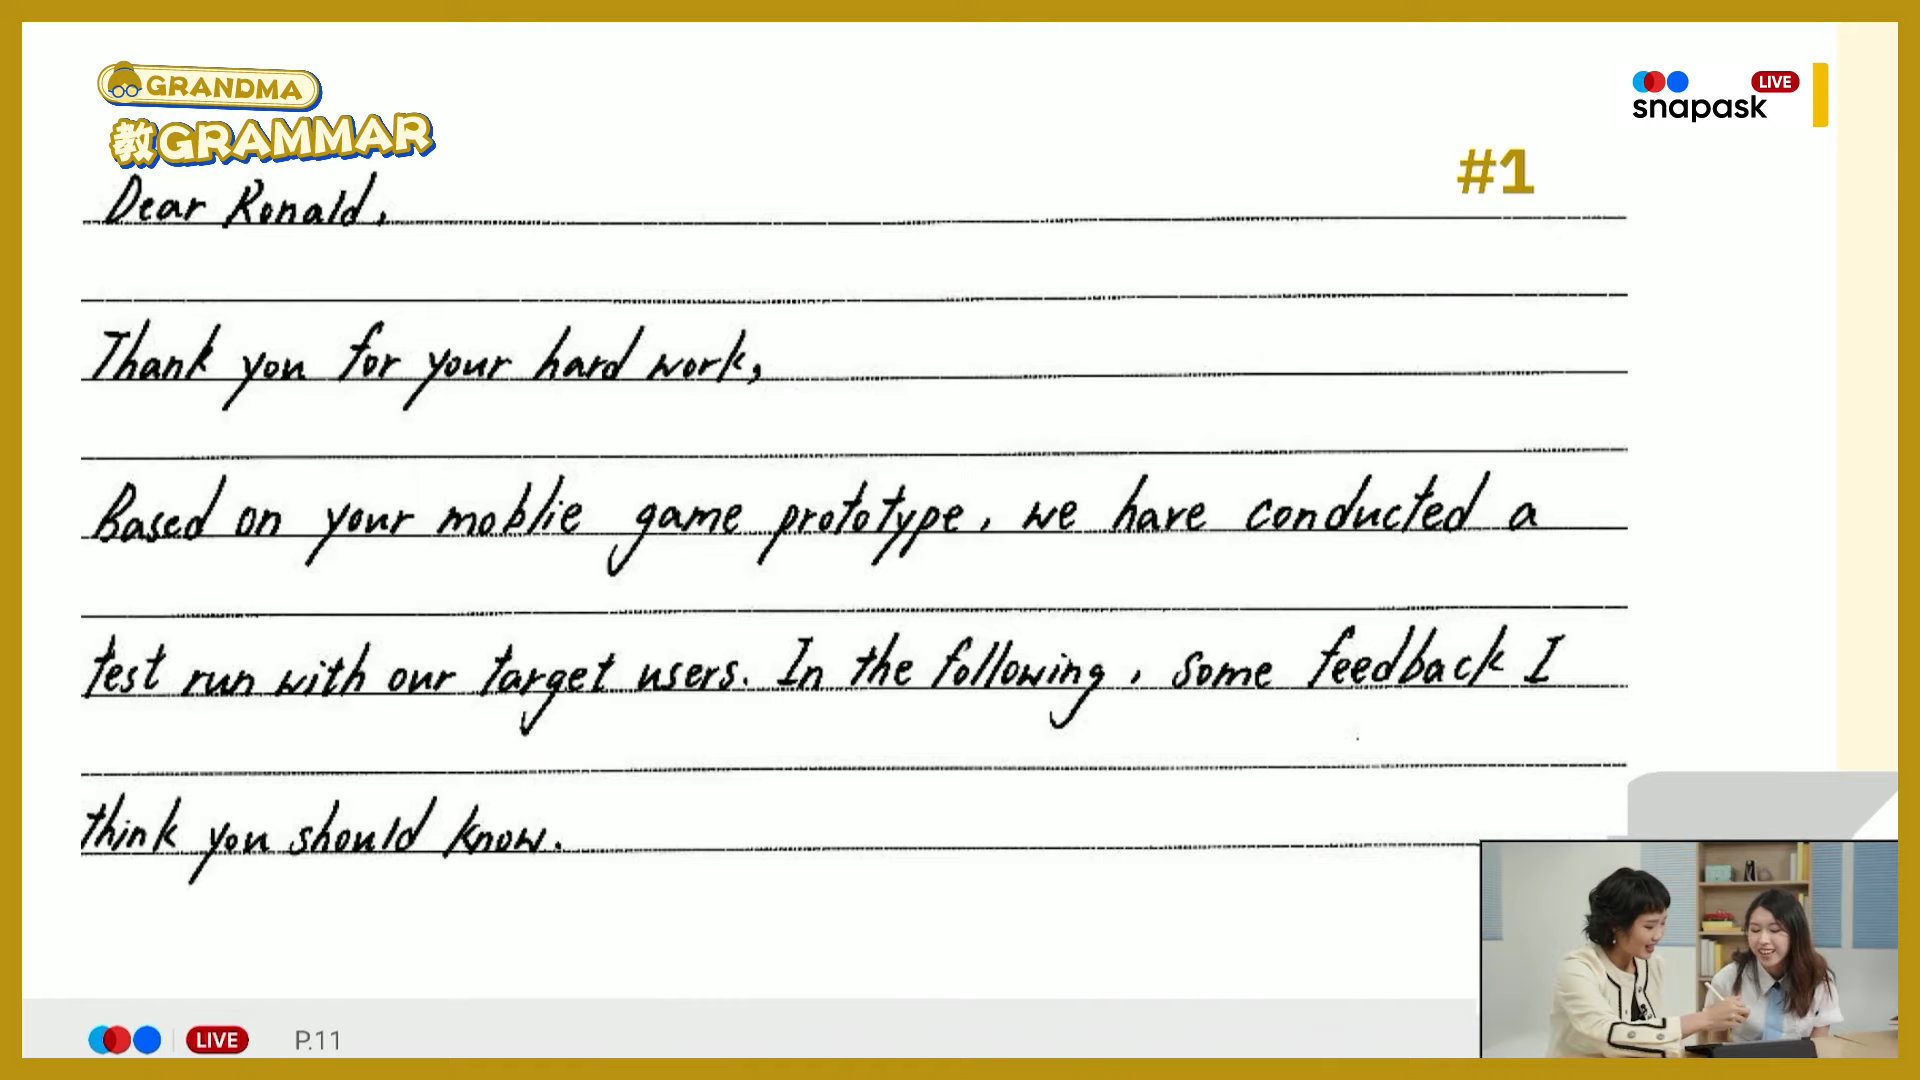 GRANDMA
教GRAMMAR
LIVE
snapask
#1
Dear Ronald,
Thank you for your hard work,
Based on your moblie game prototype, we have conducted a
test run with our target users. In the following, some feedback I
think you should know.
LIVE P.11